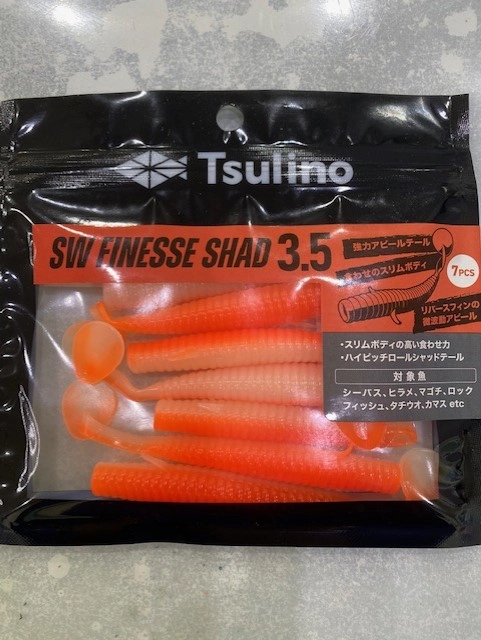 Tsulino
SW FINESSE SHAD 3.5
強力アピールテール
食わせのスリムボディ
7PCS
リバースフィンの
微波動アピール
・スリムボディの高い食わせ力
・ハイピッチロールシャッドテール
対象魚
シーバス、ヒラメ、マゴチ、ロック
フィッシュ、タチウオ、カマス etc